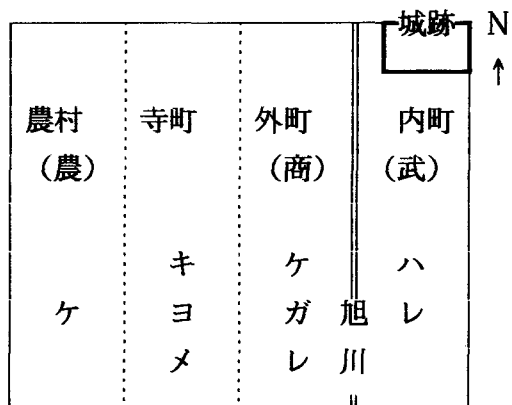 城跡 N
↑
農村 寺町 外町 内町
（農） （商） （武）
ケ
キヨメ
ケガレ
旭川
ハレ